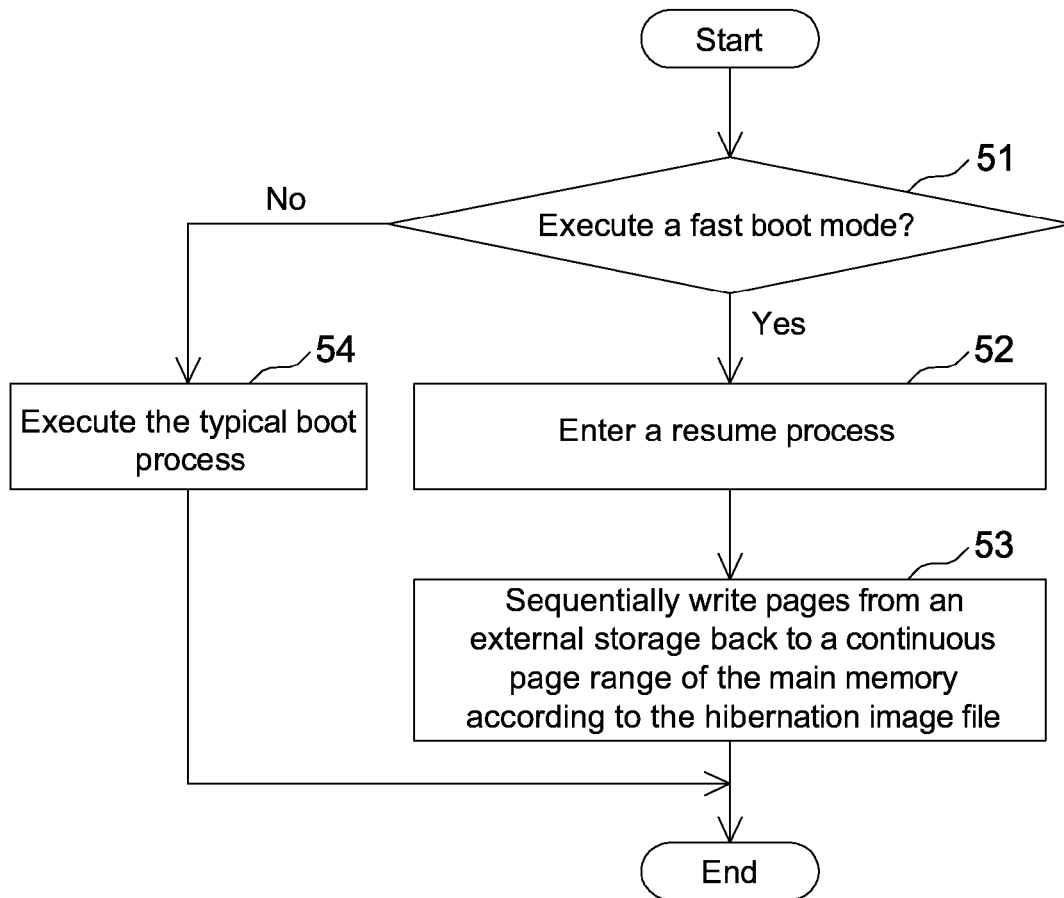 Start
51
Execute a fast boot mode?
No
Yes
54
52
Execute the typical boot
process
Enter a resume process
53
Sequentially write pages from an
external storage back to a continuous
page range of the main memory
according to the hibernation image file
End